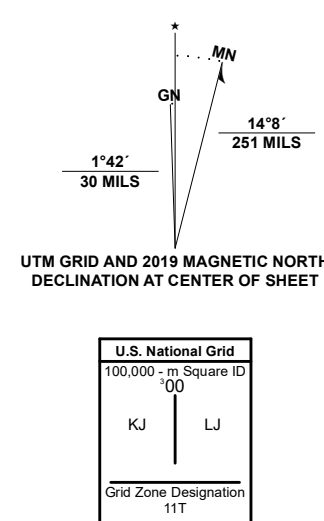 ★
MN
GN
14°8´
251 MILS
1°42´
30 MILS
UTM GRID AND 2019 MAGNETIC NORTH
DECLINATION AT CENTER OF SHEET
U.S. National Grid
100,000 - m Square ID
³00
KJ LJ
Grid Zone Designation
11T